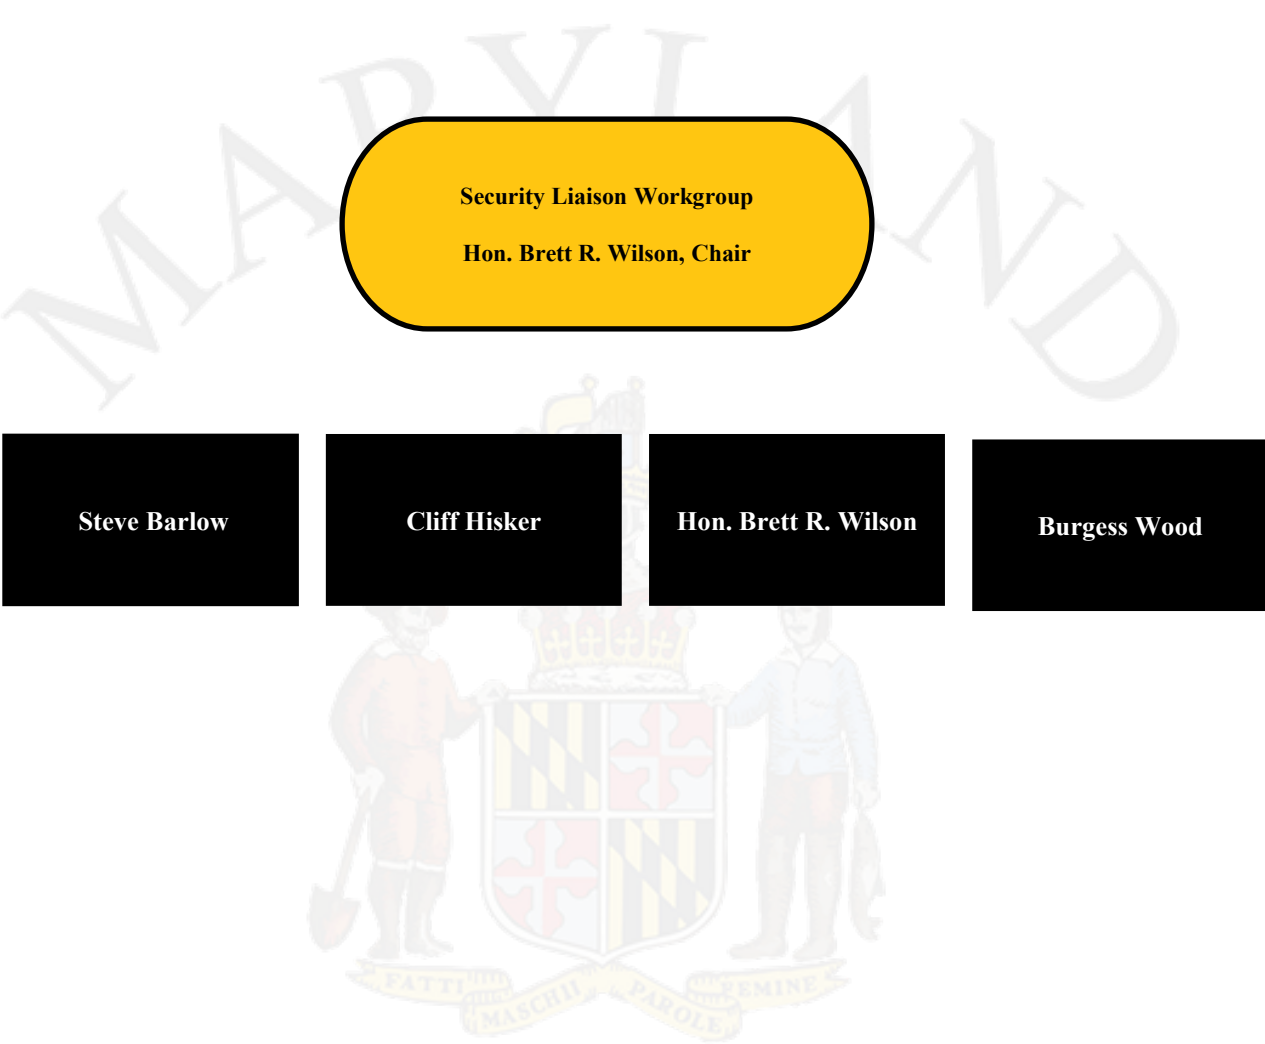 MARYLAND
Security Liaison Workgroup
Hon. Brett R. Wilson, Chair
Steve Barlow
Cliff Hisker
Hon. Brett R. Wilson
Burgess Wood
FATTI MASCHII PAROLE FEMINE